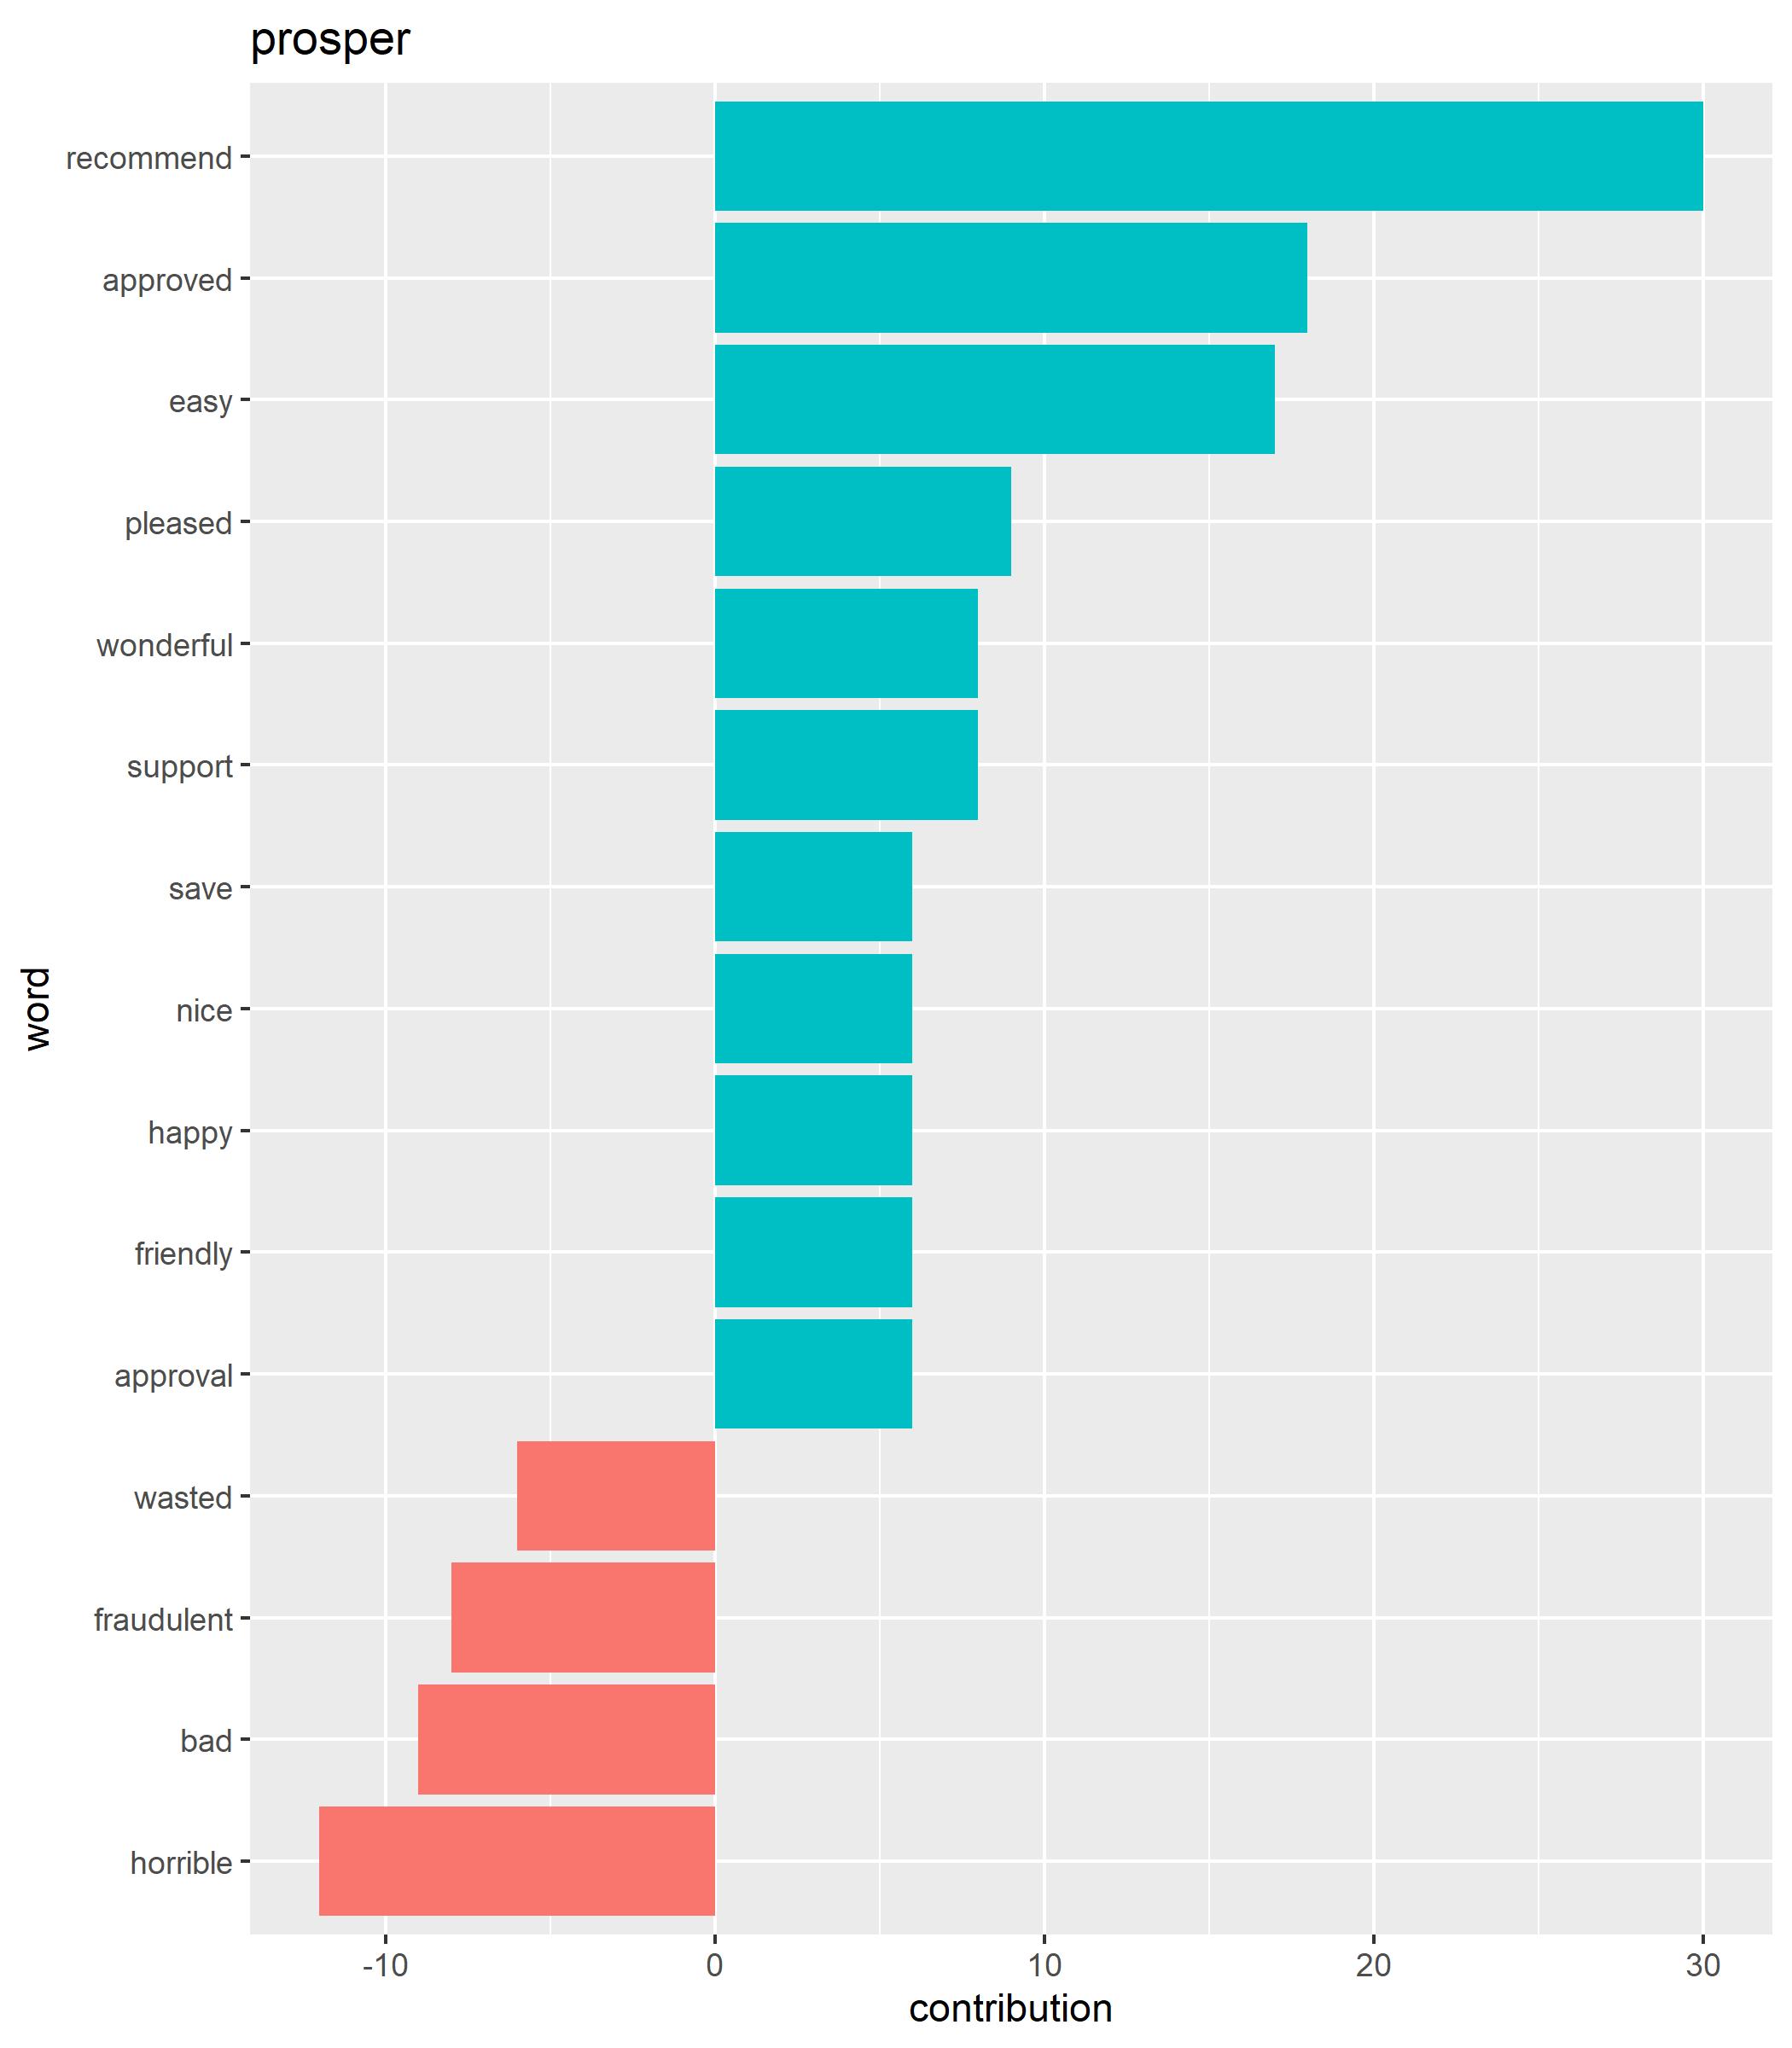 prosper
recommend
approved
easy
pleased
wonderful
support
save
nice
happy
friendly
approval
wasted
fraudulent
bad
horrible
word
-10 0 10 20 30
contribution